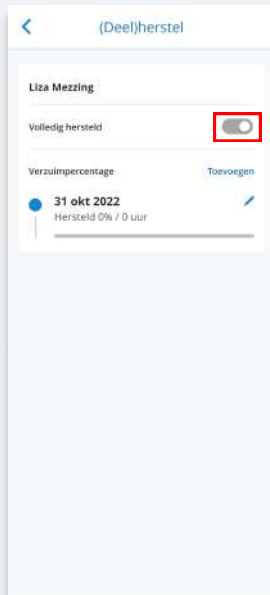 (Deel)herstel
Liza Mezzing
Volledig hersteld
Verzuimpercentage Toevoegen
31 okt 2022
Hersteld 0% / 0 uur